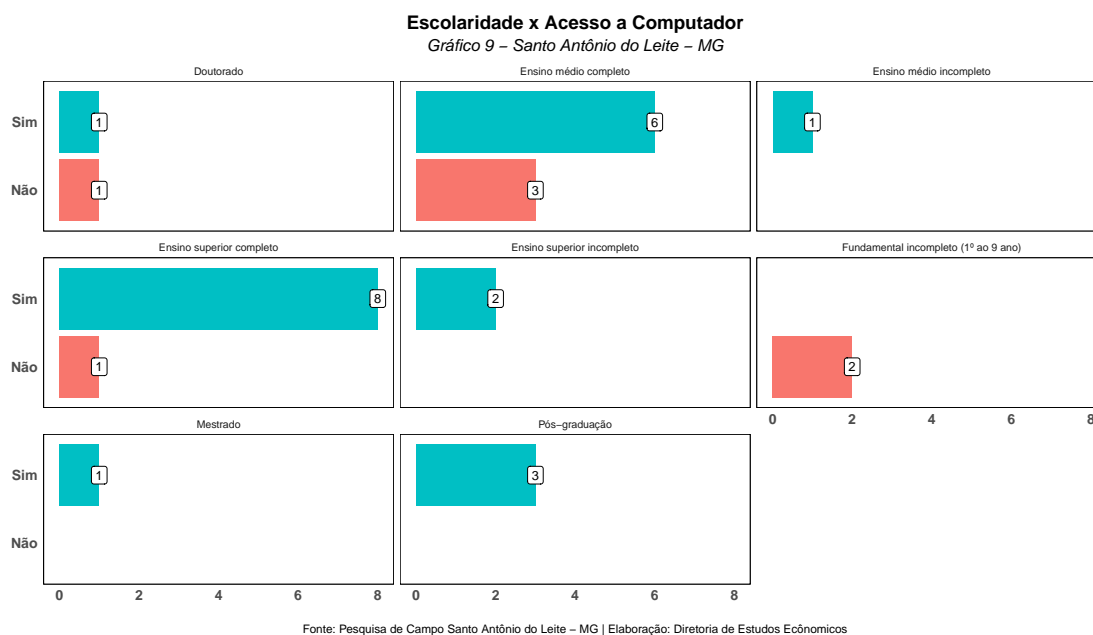 Escolaridade x Acesso a Computador
Gráfico 9 – Santo Antônio do Leite – MG
Doutorado
Ensino médio completo
Ensino médio incompleto
Sim
1
6
1
Não
1
3
Ensino superior completo
Ensino superior incompleto
Fundamental incompleto (1º ao 9 ano)
Sim
8
2
Não
1
2
0 2 4 6 8
Mestrado
Pós–graduação
Sim
1
3
Não
0 2 4 6 8
0 2 4 6 8
Fonte: Pesquisa de Campo Santo Antônio do Leite – MG | Elaboração: Diretoria de Estudos Ecônomicos